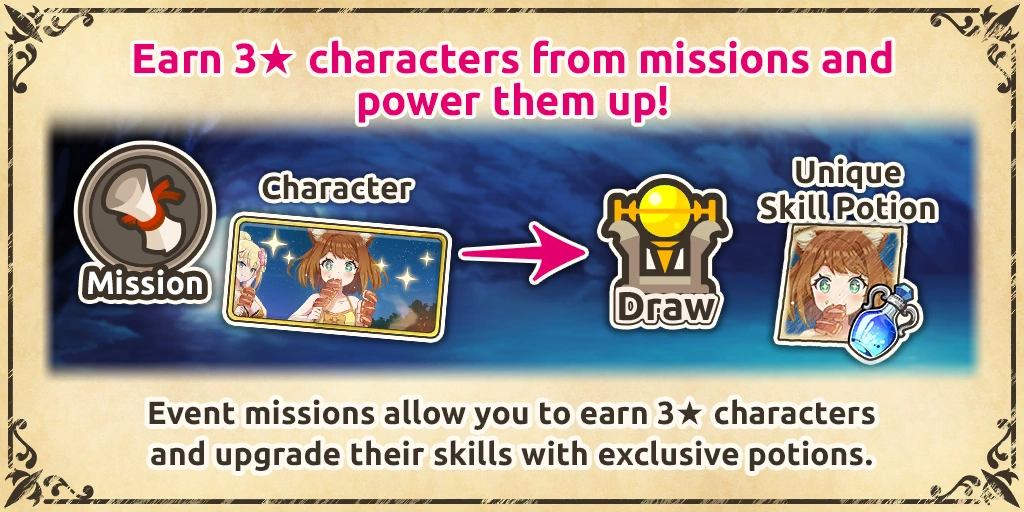 Earn 3★ characters from missions and
power them up!
Mission
Character
Draw
Unique
Skill Potion
Event missions allow you to earn 3★ characters
and upgrade their skills with exclusive potions.